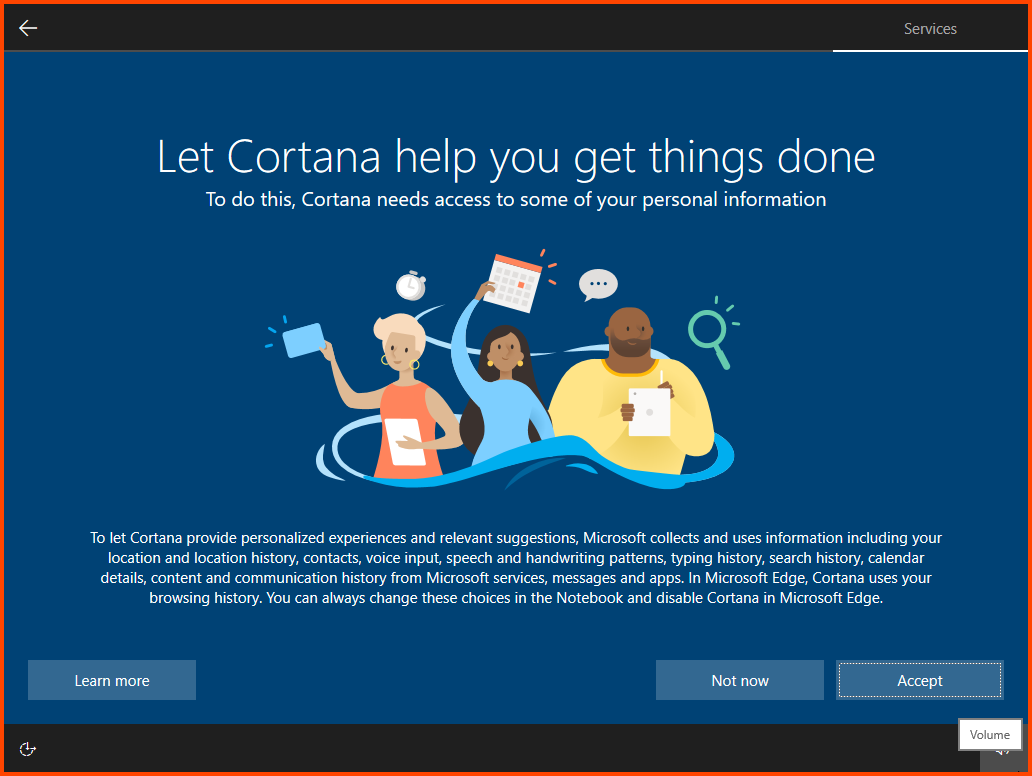 Services
Let Cortana help you get things done
To do this, Cortana needs access to some of your personal information
To let Cortana provide personalized experiences and relevant suggestions, Microsoft collects and uses information including your
location and location history, contacts, voice input, speech and handwriting patterns, typing history, search history, calendar
details, content and communication history from Microsoft services, messages and apps. In Microsoft Edge, Cortana uses your
browsing history. You can always change these choices in the Notebook and disable Cortana in Microsoft Edge.
Learn more
Not now
Accept
Volume